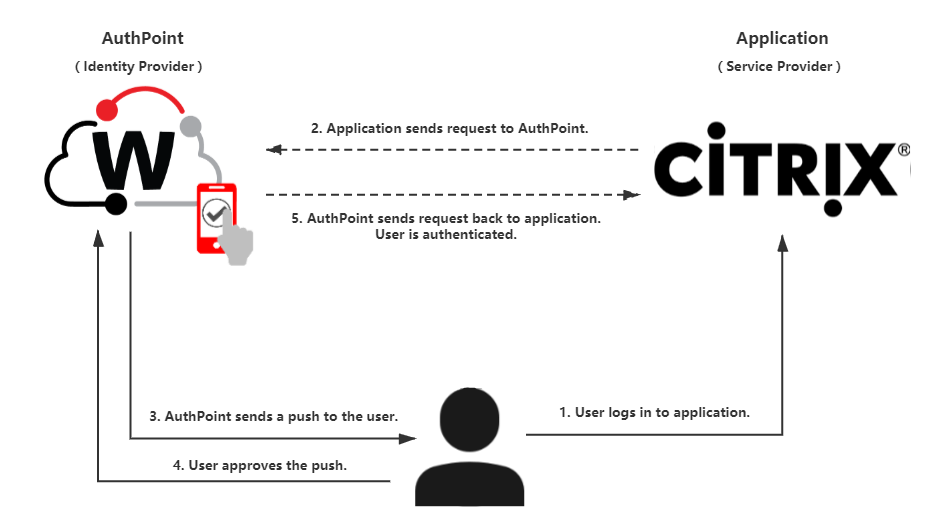 AuthPoint
( Identity Provider )
Application
( Service Provider )
W
CITRIX®
2. Application sends request to AuthPoint.
5. AuthPoint sends request back to application.
User is authenticated.
3. AuthPoint sends a push to the user.
1. User logs in to application.
4. User approves the push.